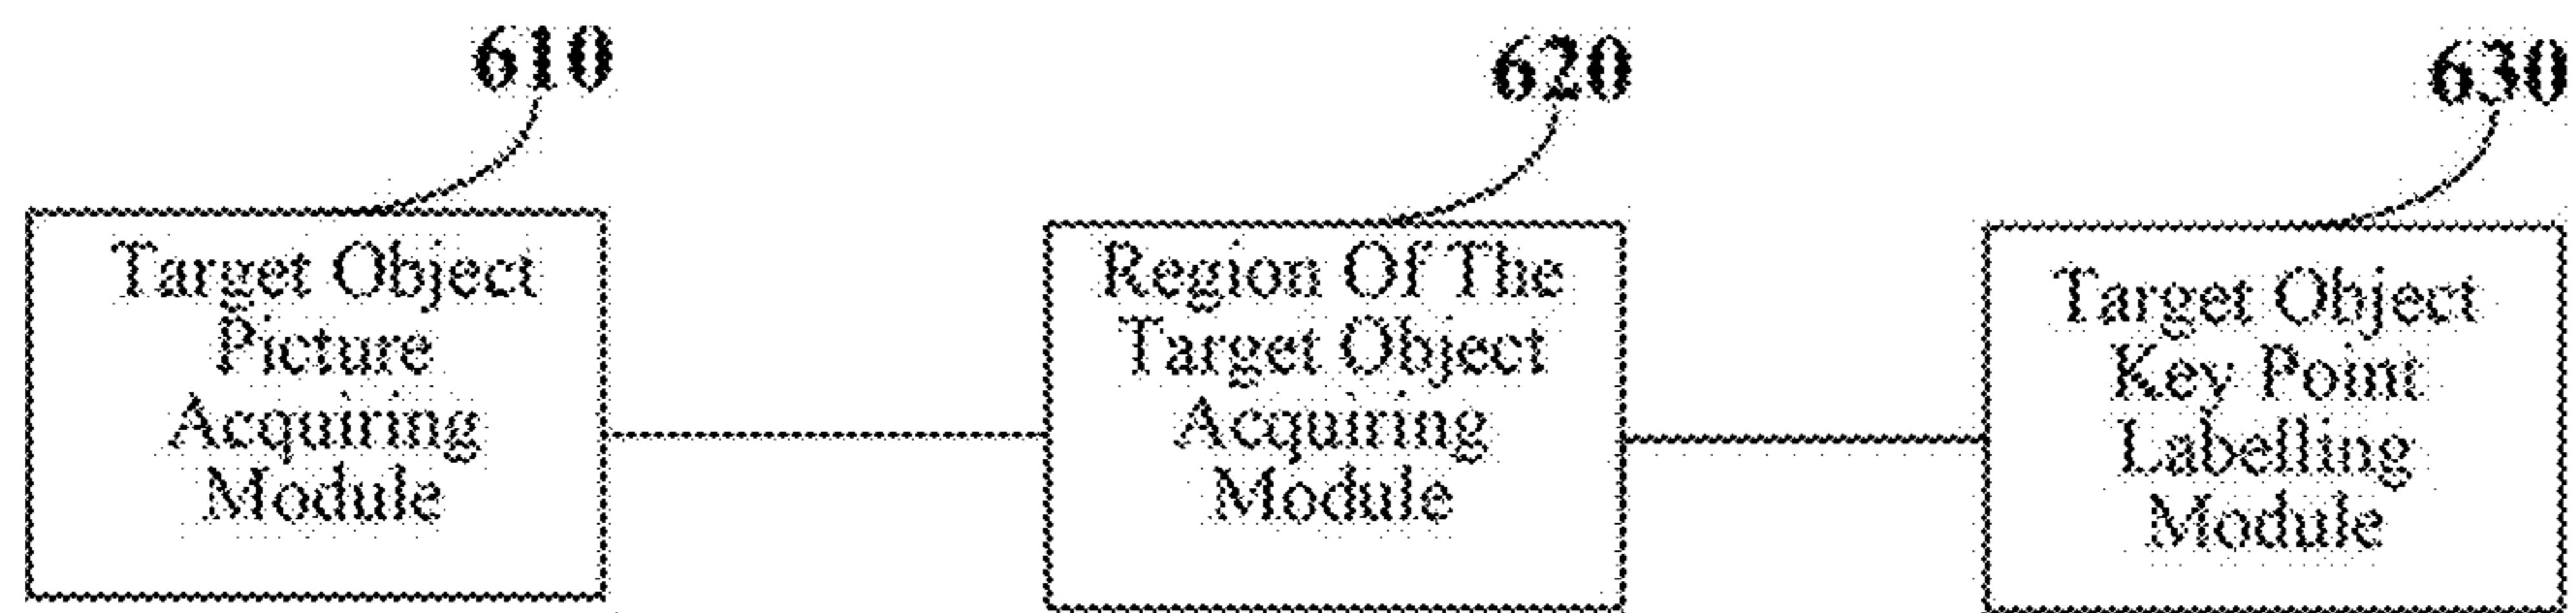 610
620
630
Target Object
Picture
Acquiring
Module
Region Of The
Target Object
Acquiring
Module
Target Object
Key Point
Labelling
Module